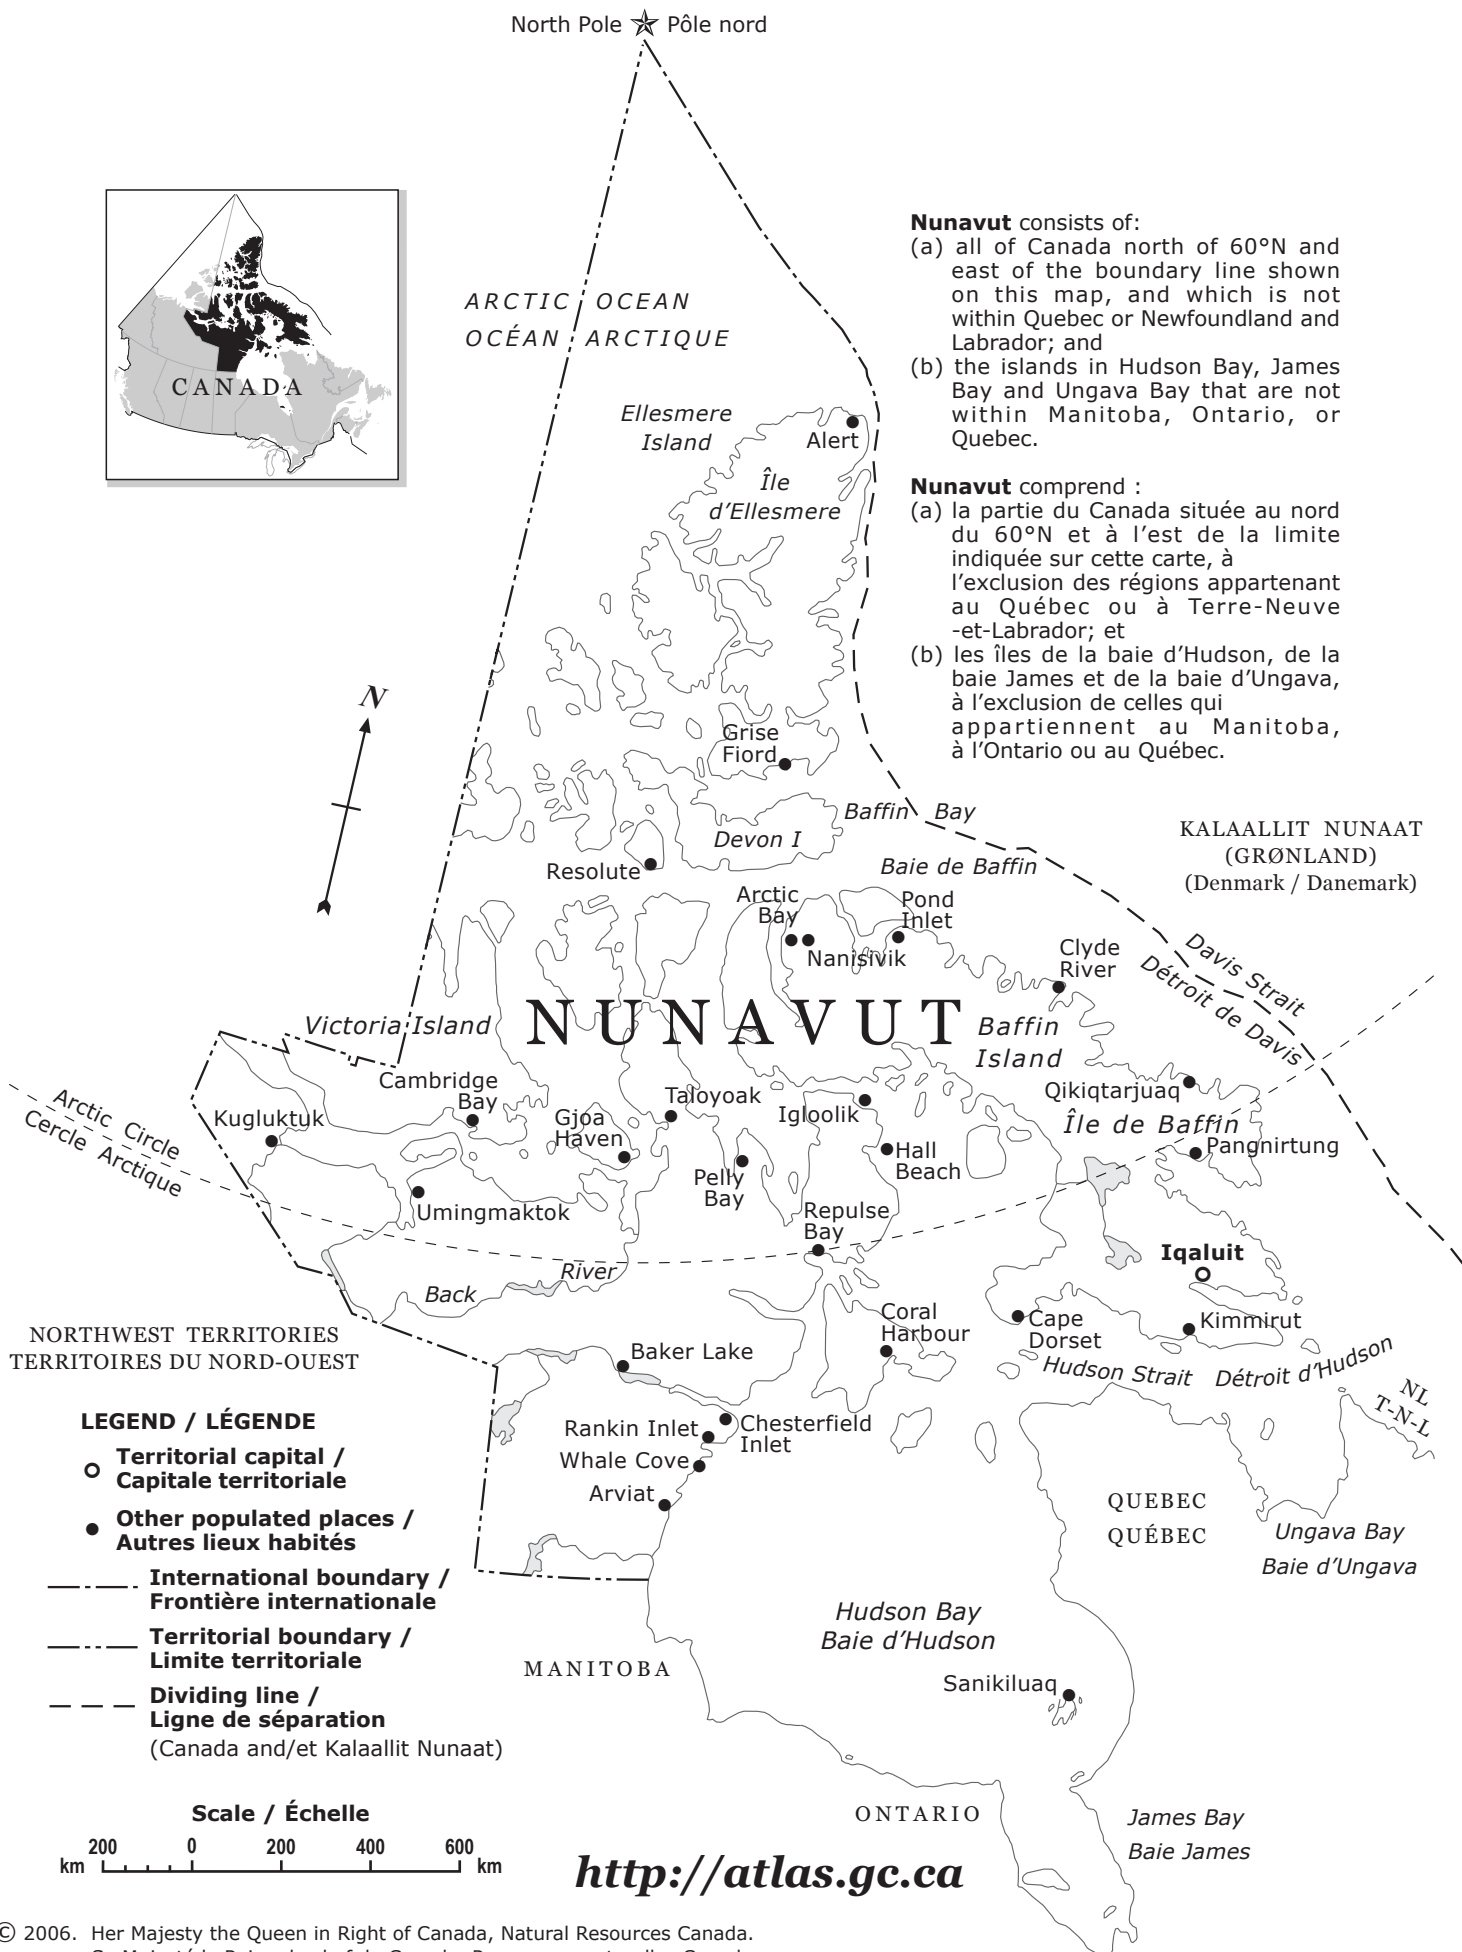 North Pole Pôle nord
CANADA
ARCTIC OCEAN
OCÉAN ARCTIQUE
Nunavut consists of:
(a) all of Canada north of 60°N and
east of the boundary line shown
on this map, and which is not
within Quebec or Newfoundland and
Labrador; and
(b) the islands in Hudson Bay, James
Bay and Ungava Bay that are not
within Manitoba, Ontario, or
Quebec.
Nunavut comprend :
(a) la partie du Canada située au nord
du 60°N et à l'est de la limite
indiquée sur cette carte, à
l'exclusion des régions appartenant
au Québec ou à Terre-Neuve
-et-Labrador; et
(b) les îles de la baie d'Hudson, de la
baie James et de la baie d'Ungava,
à l'exclusion de celles qui
appartiennent au Manitoba,
à l'Ontario ou au Québec.
Ellesmere
Island
Alert
Île
d'Ellesmere
N
Grise
Fiord
Baffin Bay
Devon I
Baie de Baffin
KALAALLIT NUNAAT
(GRØNLAND)
(Denmark / Danemark)
Resolute
Arctic
Bay
Pond
Inlet
Nanisivik
Clyde
River
Davis Strait
Détroit de Davis
NUNAVUT
Victoria Island
Baffin
Island
Cambridge
Bay
Arctic Circle
Cercle Arctique
Kugluktuk
Gjoa
Haven
Taloyoak
Igloolik
Qikiqtarjuaq
Île de Baffin
Pangnirtung
Hall
Beach
Pelly
Bay
Umingmaktok
Repulse
Bay
Iqaluit
Back
River
Coral
Harbour
Cape
Dorset
Kimmirut
Hudson Strait Détroit d'Hudson
NORTHWEST TERRITORIES
TERRITOIRES DU NORD-OUEST
Baker Lake
NL
T-N-L
Rankin Inlet
Chesterfield
Inlet
Whale Cove
Arviat
QUEBEC
QUÉBEC
Ungava Bay
Baie d'Ungava
LEGEND / LÉGENDE
Territorial capital /
Capitale territoriale
Other populated places /
Autres lieux habités
International boundary /
Frontière internationale
Territorial boundary /
Limite territoriale
Dividing line /
Ligne de séparation
(Canada and/et Kalaallit Nunaat)
Hudson Bay
Baie d'Hudson
MANITOBA
Sanikiluaq
ONTARIO
James Bay
Baie James
Scale / Échelle
200 0 200 400 600
km km
http://atlas.gc.ca
© 2006. Her Majesty the Queen in Right of Canada, Natural Resources Canada.